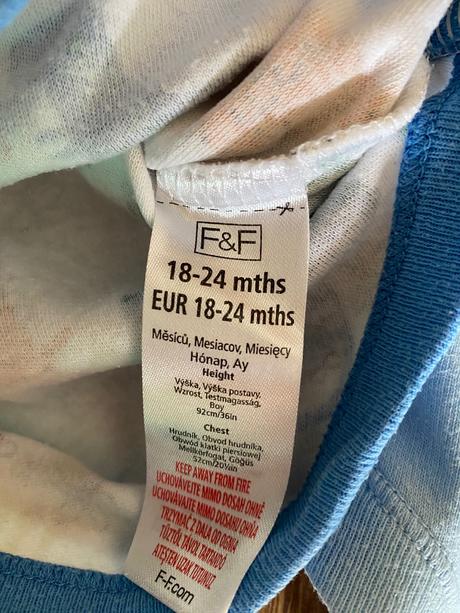 F&F
18-24 mths
EUR 18-24 mths
Měsíců, Mesiacov, Miesięcy
Hónap, Ay
Height
Výška, Výška postavy,
Wzrost, Testmagasság,
Boy
92cm/36in
Chest
Hrudník, Obvod hrudníka,
Obwód klatki piersiowej
Mellkörfogat, Göğüs
52cm/20½in
KEEP AWAY FROM FIRE
UCHOVÁVEJTE MIMO DOSAH OHNĚ
UCHOVÁVAJTE MIMO DOSAHU OHŇA
TRZYMAĆ Z DALA OD OGNIA
TŰZTŐL TÁVOL TARTANDÓ
ATEŞTEN UZAK TUTUNUZ
F-F.com